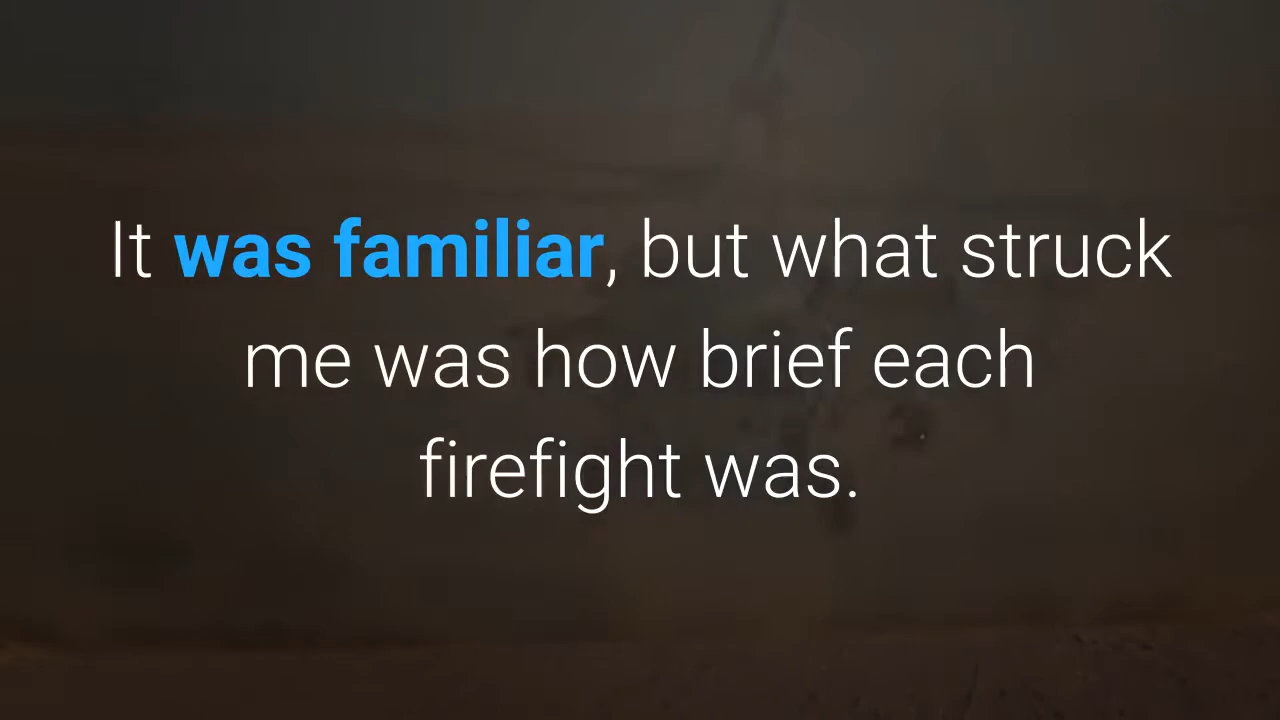 It was familiar, but what struck
me was how brief each
firefight was.